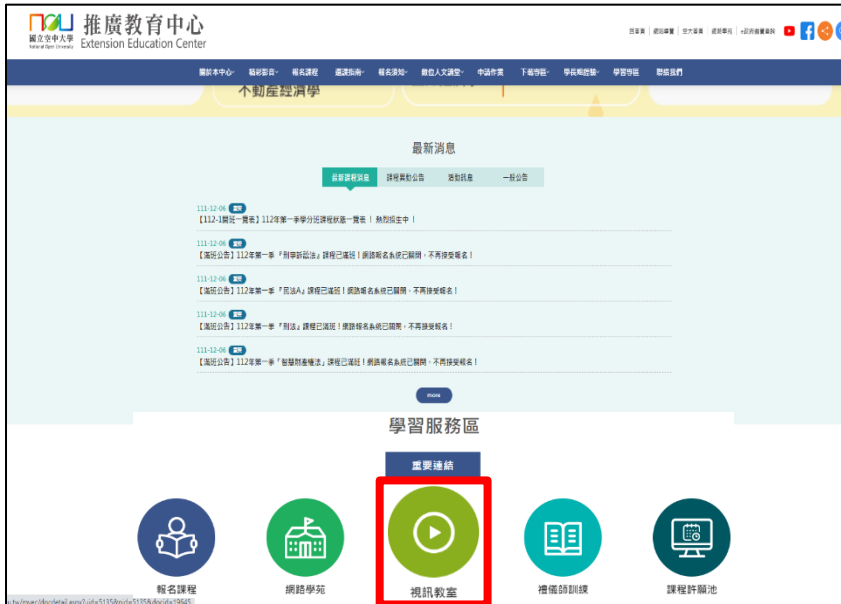 國立空中大學
National Open University
推廣教育中心
Extension Education Center
回首頁 網站導覽 空大首頁 網路學苑
關於本中心 精彩影音 報名課程 選課指南 報名須知 數位人文講堂 申請作業 下載專區 學長姐經驗 學習專區 聯絡我們
不動產經濟學
最新消息
最新課程消息 課程異動公告 活動訊息 一般公告
111-12-06 重要
【112-1開班一覽表】112年第一季學分班課程狀態一覽表！熱烈招生中！
111-12-06 重要
【滿班公告】112年第一季『刑事訴訟法』課程已滿班！網路報名系統已關閉，不再接受報名！
111-12-06 重要
【滿班公告】112年第一季『民法A』課程已滿班！網路報名系統已關閉，不再接受報名！
111-12-06 重要
【滿班公告】112年第一季『刑法』課程已滿班！網路報名系統已關閉，不再接受報名！
111-12-06 重要
【滿班公告】112年第一季『智慧財產權法』課程已滿班！網路報名系統已關閉，不再接受報名！
more
學習服務區
重要連結
報名課程 網路學苑 視訊教室 禮儀師訓練 課程許願池